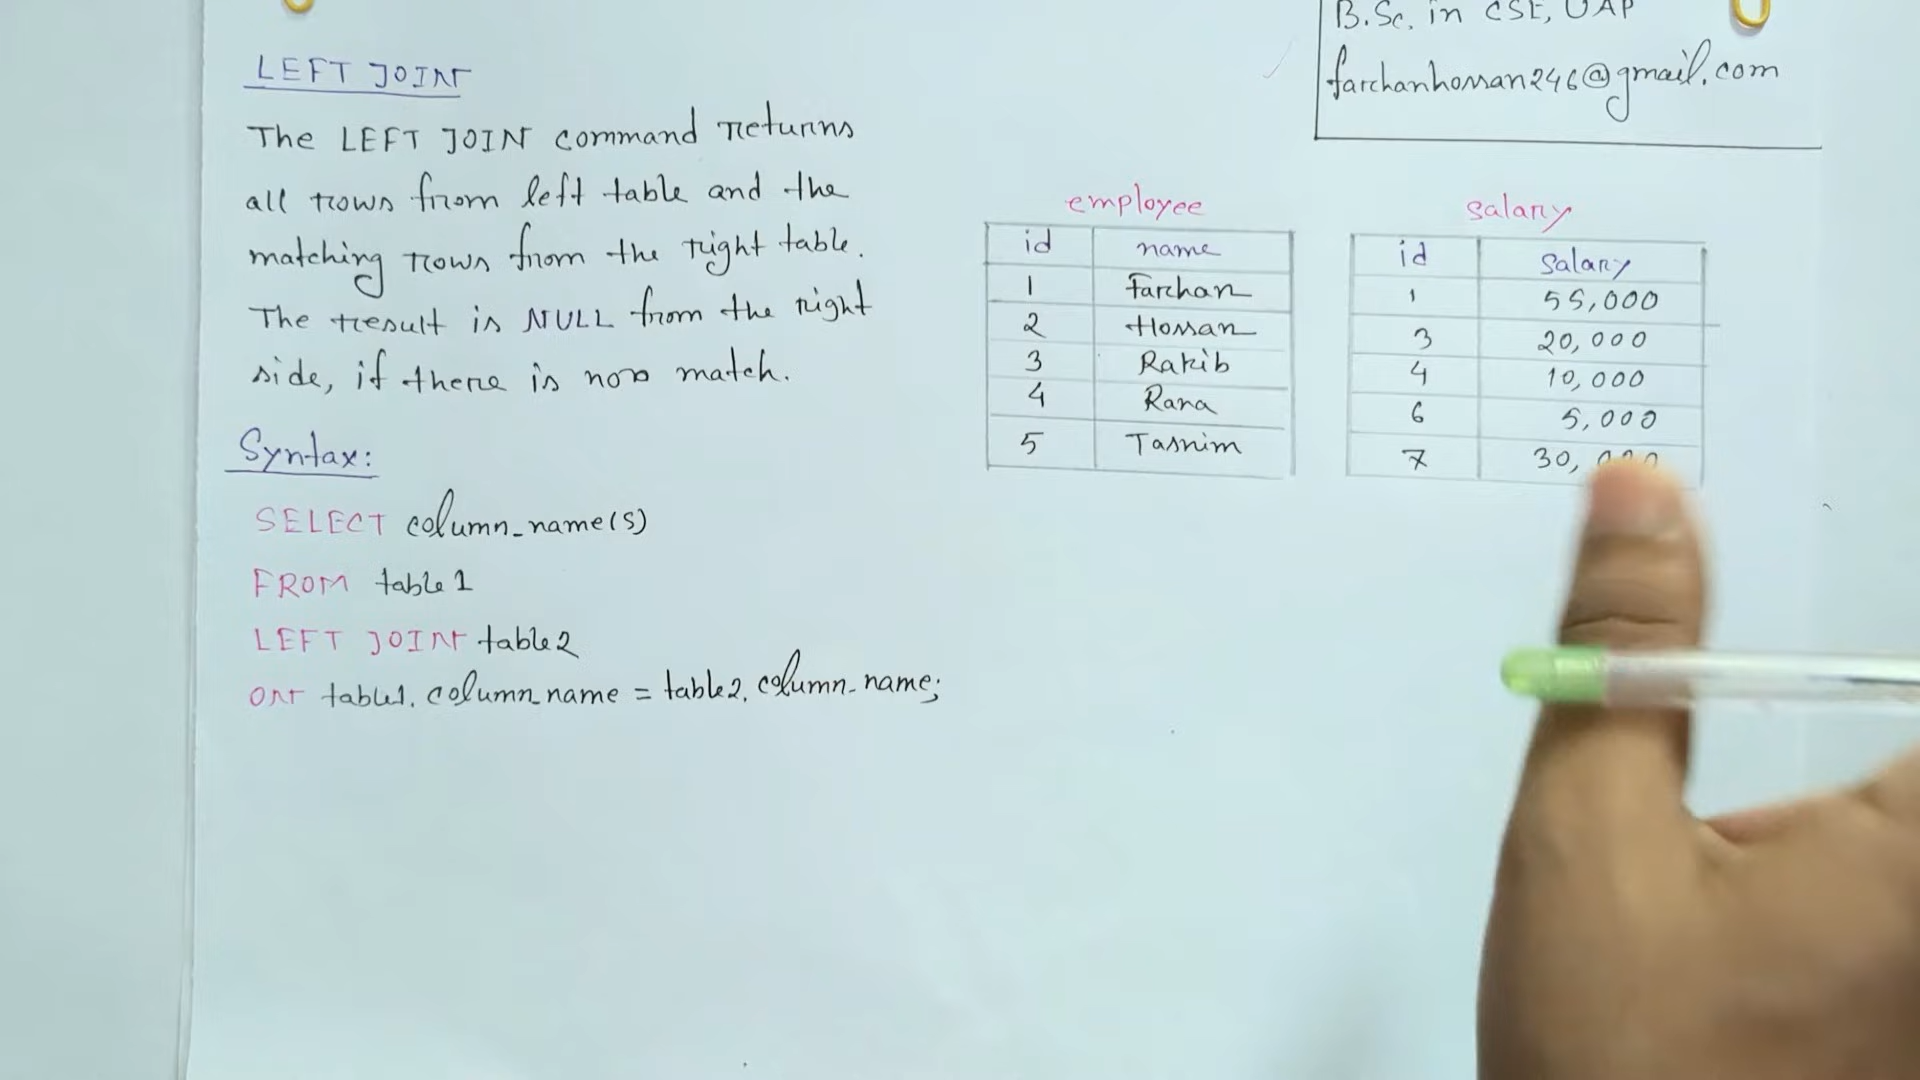 B.Sc. in CSE, UAP
farhanhossan246@gmail.com
LEFT JOIN
The LEFT JOIN command returns
all rows from left table and the
matching rows from the right table.
The result is NULL from the right
side, if there is no match.
Syntax:
SELECT column_name(s)
FROM table1
LEFT JOIN table2
ON table1.column_name = table2.column_name;
employee
id name
1 Farhan
2 Hossan
3 Rakib
4 Rana
5 Tasnim
salary
id salary
1 55,000
3 20,000
4 10,000
6 5,000
7 30,000